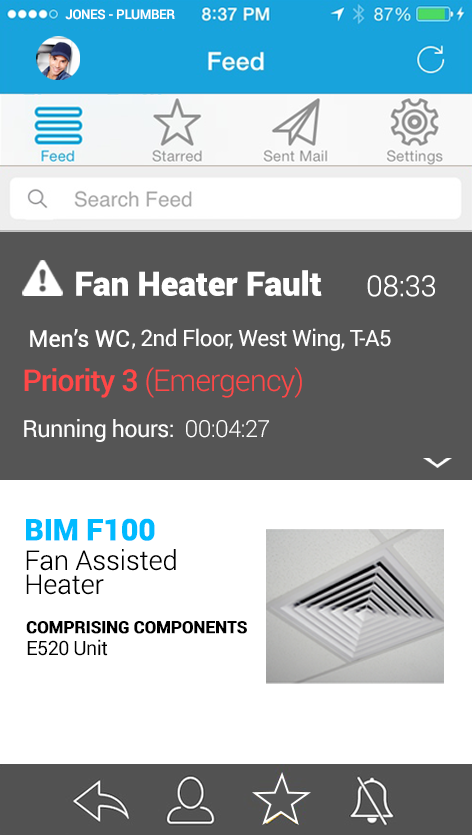 JONES - PLUMBER 8:37 PM 87%
Feed
Feed Starred Sent Mail Settings
Search Feed
Fan Heater Fault 08:33
Men's WC, 2nd Floor, West Wing, T-A5
Priority 3 (Emergency)
Running hours: 00:04:27
BIM F100
Fan Assisted
Heater
COMPRISING COMPONENTS
E520 Unit